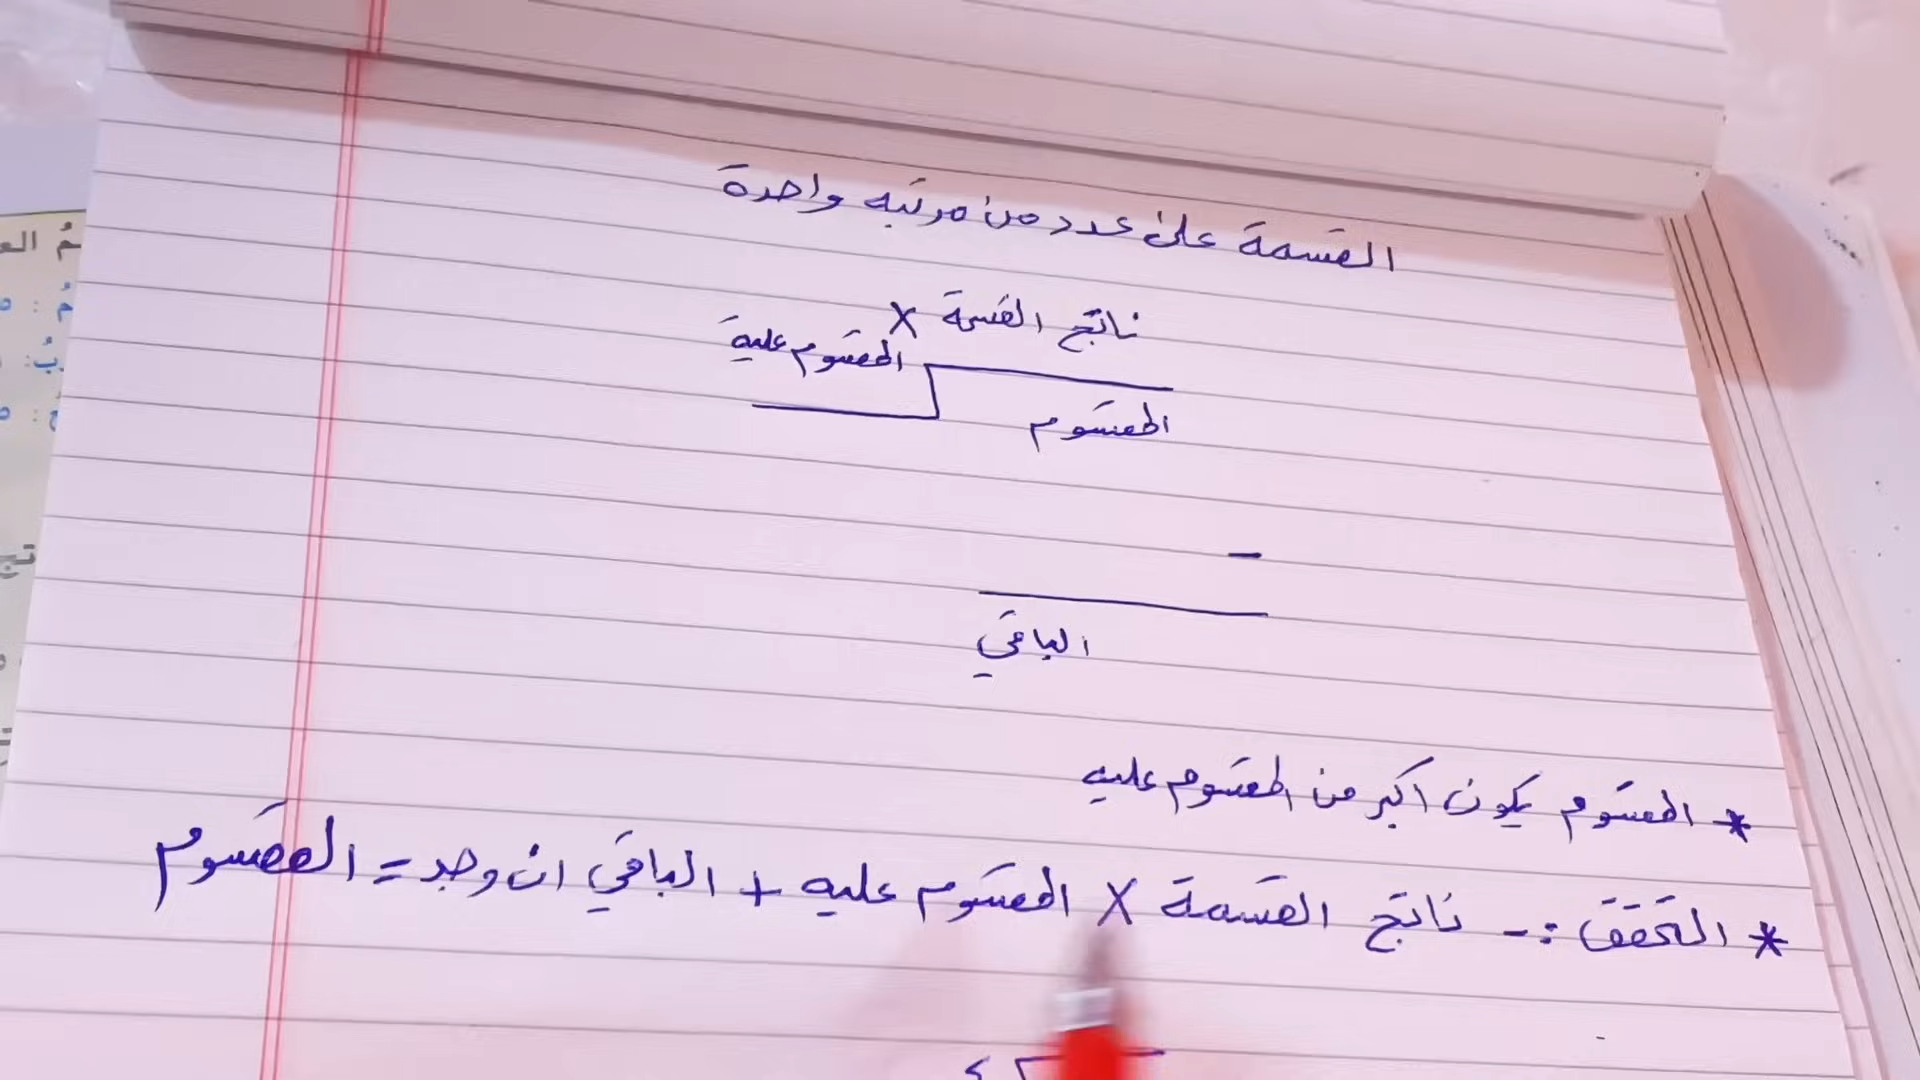 القسمة على عدد من مرتبه واحدة
ناتج القسمة X
المقسوم عليه
المقسوم
-
الباقي
* المقسوم يكون اكبر من المقسوم عليه
* التحقق :- ناتج القسمة X المقسوم عليه + الباقي ان وجد = المقسوم